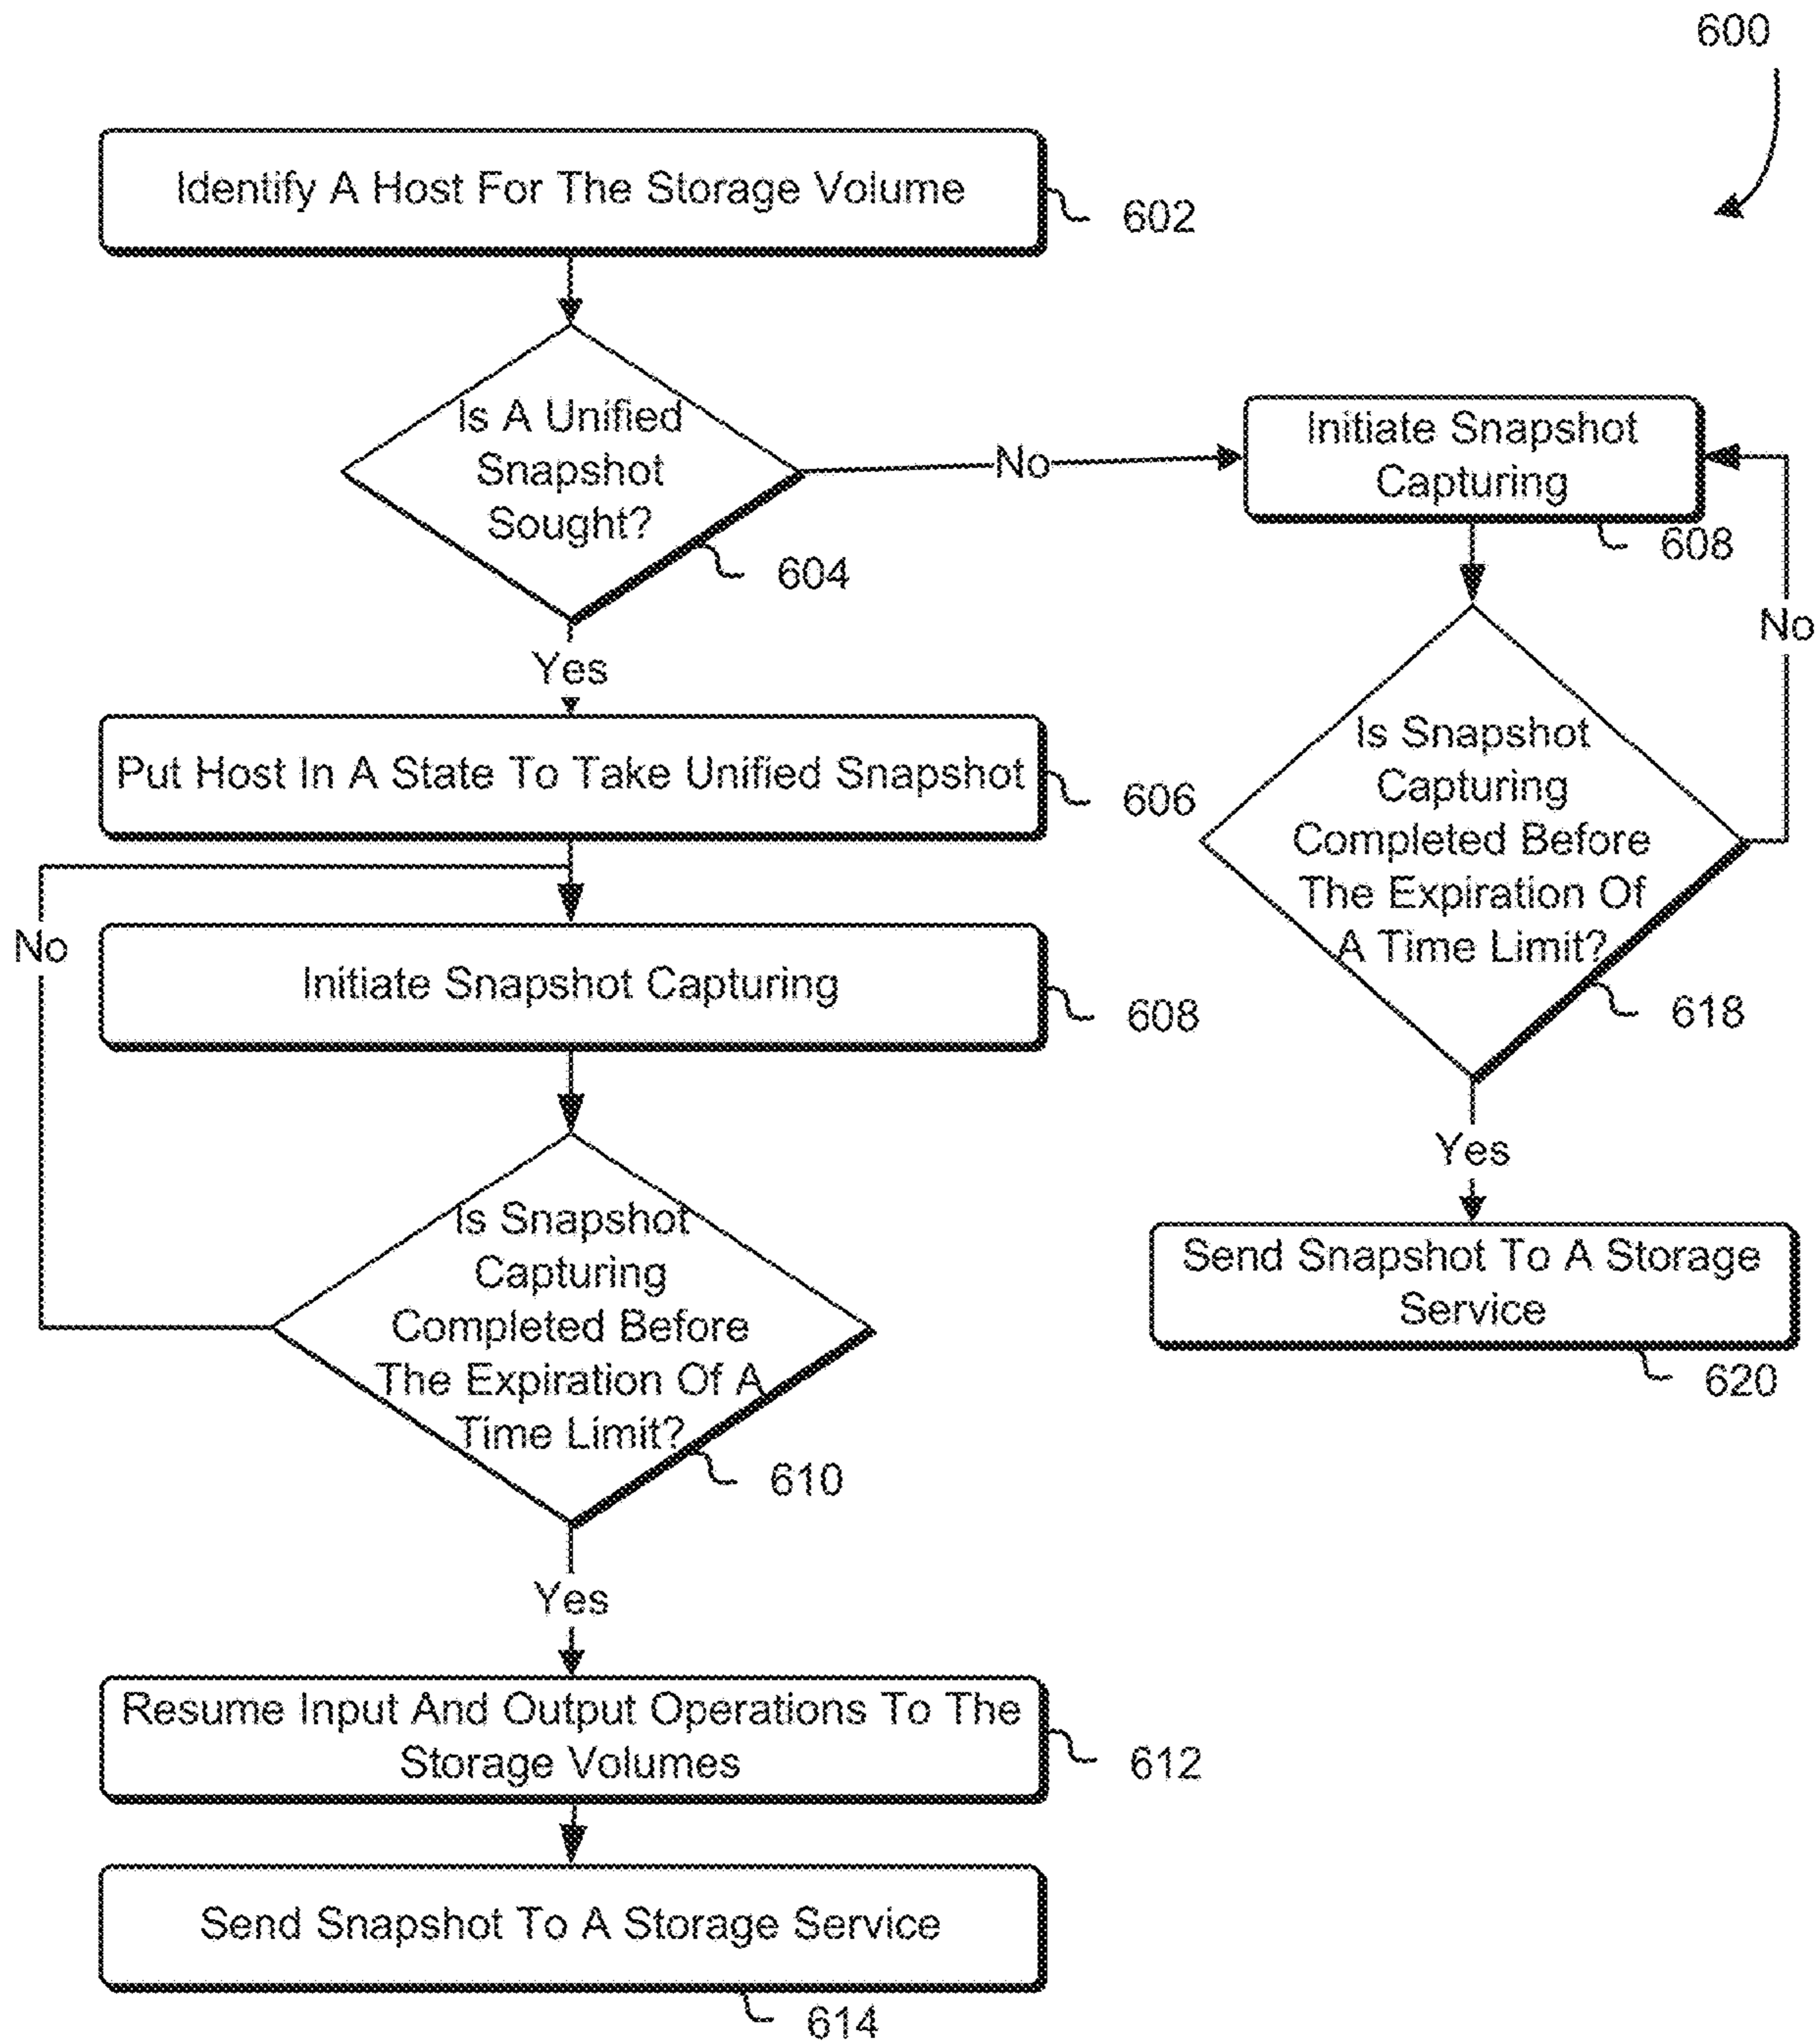 600
Identify A Host For The Storage Volume
602
Is A Unified
Snapshot
Sought?
604
No
Initiate Snapshot
Capturing
608
Yes
No
Put Host In A State To Take Unified Snapshot
606
Is Snapshot
Capturing
Completed Before
The Expiration Of
A Time Limit?
618
No
Initiate Snapshot Capturing
608
Yes
Is Snapshot
Capturing
Completed Before
The Expiration Of A
Time Limit?
610
Send Snapshot To A Storage
Service
620
Yes
Resume Input And Output Operations To The
Storage Volumes
612
Send Snapshot To A Storage Service
614